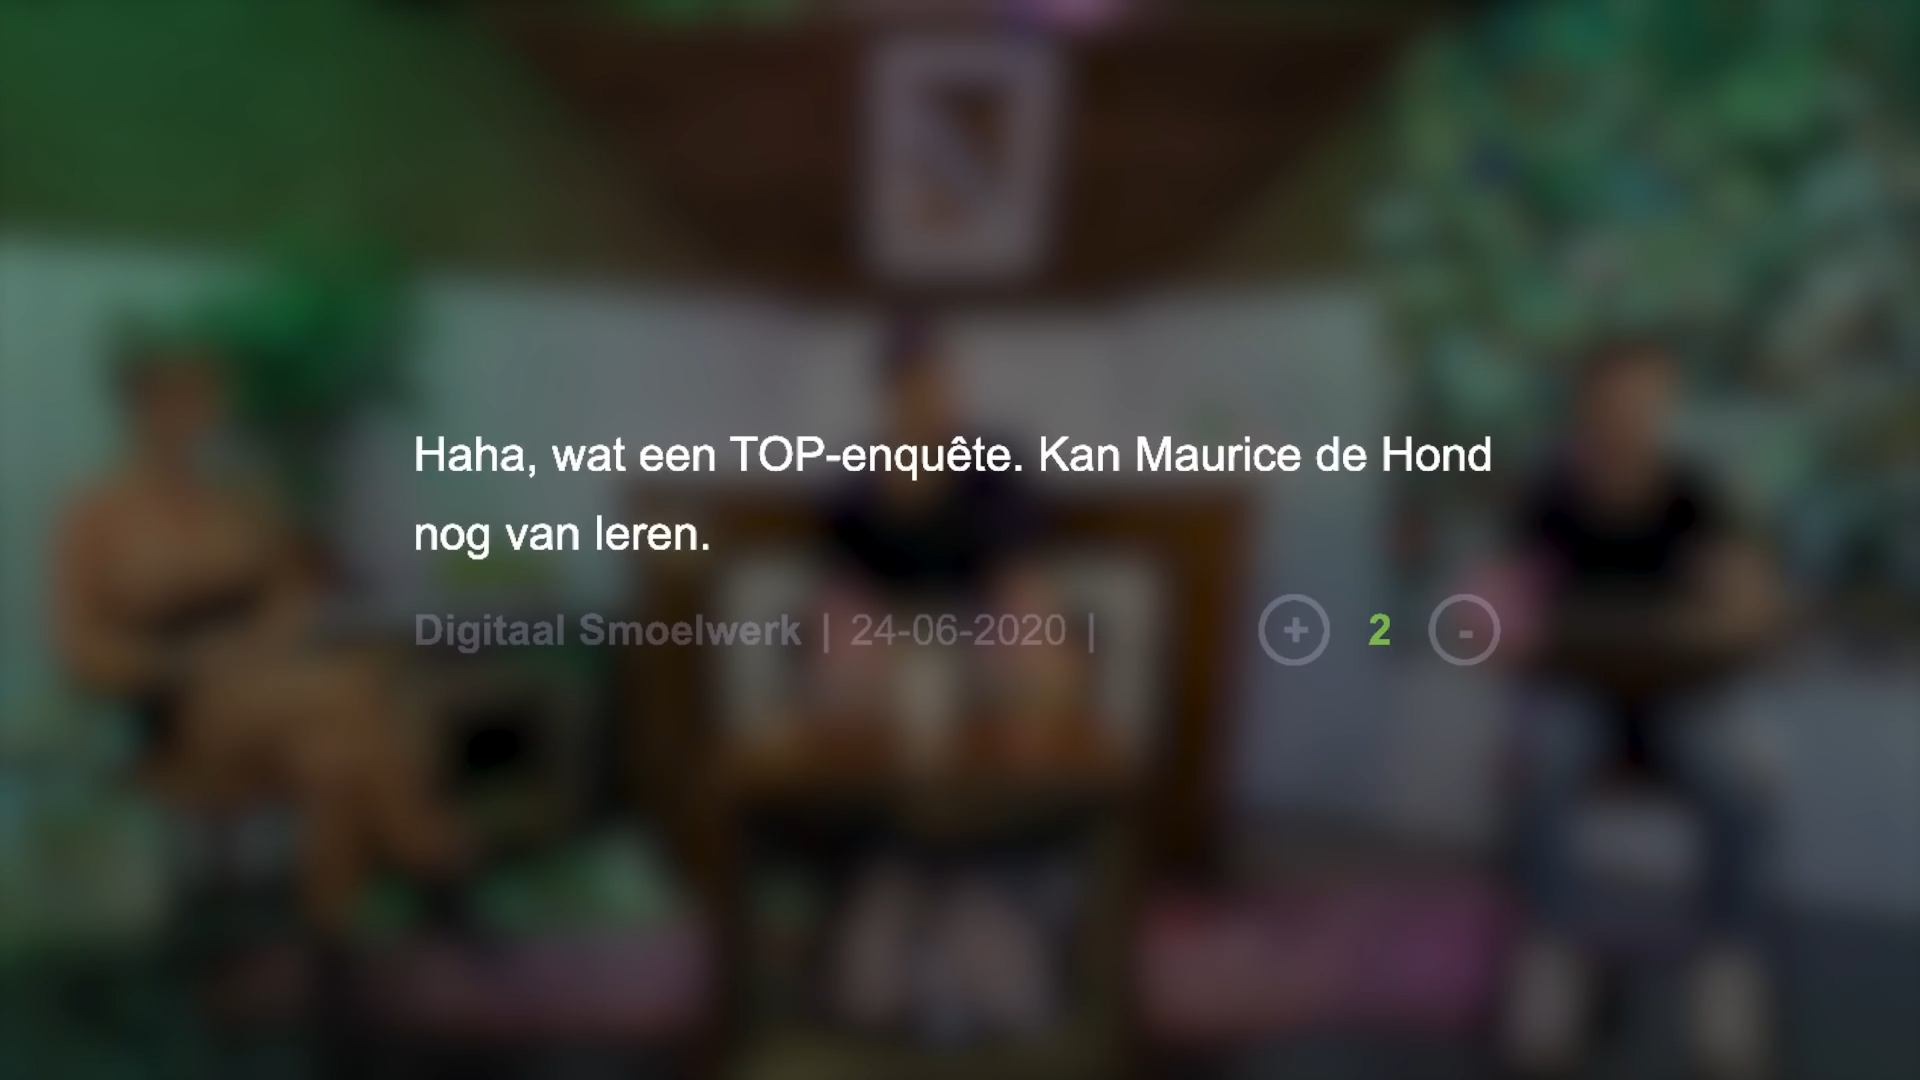 Haha, wat een TOP-enquête. Kan Maurice de Hond
nog van leren.
Digitaal Smoelwerk | 24-06-2020 | + 2 -